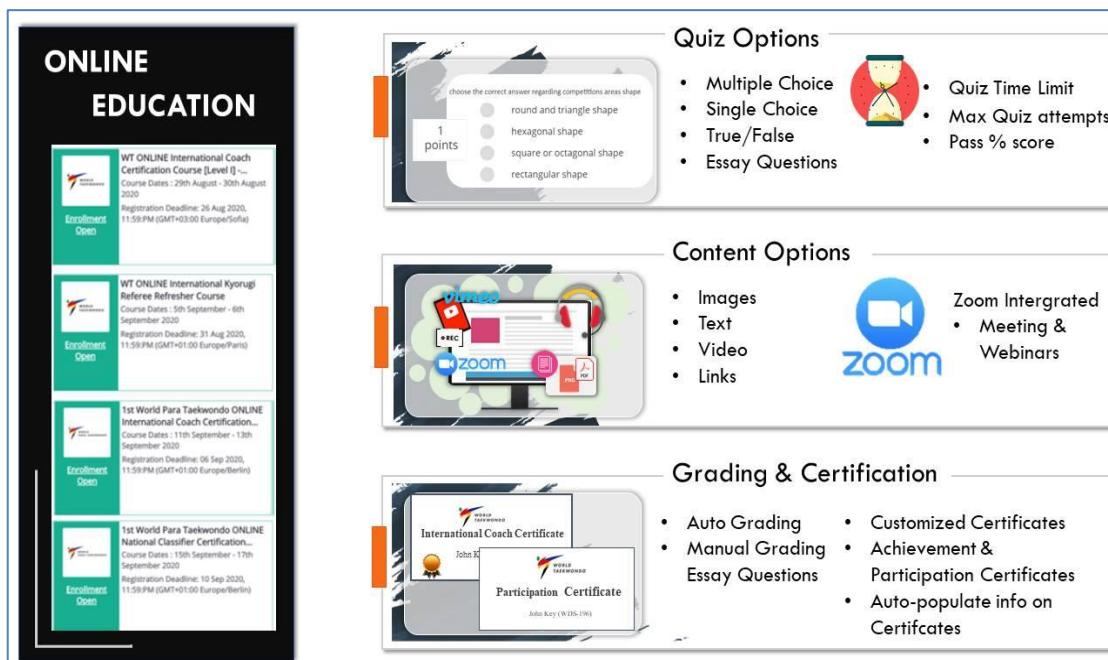 ONLINE
EDUCATION
WORLD
TAEKWONDO
Enrollment
Open
WT ONLINE International Coach
Certification Course [Level I] -...
Course Dates : 29th August - 30th August
2020
Registration Deadline: 26 Aug 2020,
11:59:PM (GMT+03:00 Europe/Sofia)
WORLD
TAEKWONDO
Enrollment
Open
WT ONLINE International Kyorugi
Referee Refresher Course
Course Dates : 5th September - 6th
September 2020
Registration Deadline: 31 Aug 2020,
11:59:PM (GMT+01:00 Europe/Paris)
Enrollment
Open
1st World Para Taekwondo ONLINE
International Coach Certification...
Course Dates : 11th September - 13th
September 2020
Registration Deadline: 06 Sep 2020,
11:59:PM (GMT+01:00 Europe/Berlin)
Enrollment
Open
1st World Para Taekwondo ONLINE
National Classifier Certification...
Course Dates : 15th September - 17th
September 2020
Registration Deadline: 10 Sep 2020,
11:59:PM (GMT+01:00 Europe/Berlin)
Quiz Options
choose the correct answer regarding competitions areas shape
1
points
round and triangle shape
hexagonal shape
square or octagonal shape
rectangular shape
• Multiple Choice
• Single Choice
• True/False
• Essay Questions
• Quiz Time Limit
• Max Quiz attempts
• Pass % score
Content Options
vimeo
REC
zoom
PNG
PDF
• Images
• Text
• Video
• Links
zoom
Zoom Intergrated
• Meeting &
Webinars
Grading & Certification
WORLD
TAEKWONDO
International Coach Certificate
John K
WORLD
TAEKWONDO
Participation Certificate
John Key (WDS-196)
• Auto Grading
• Manual Grading
Essay Questions
• Customized Certificates
• Achievement &
Participation Certificates
• Auto-populate info on
Certifcates